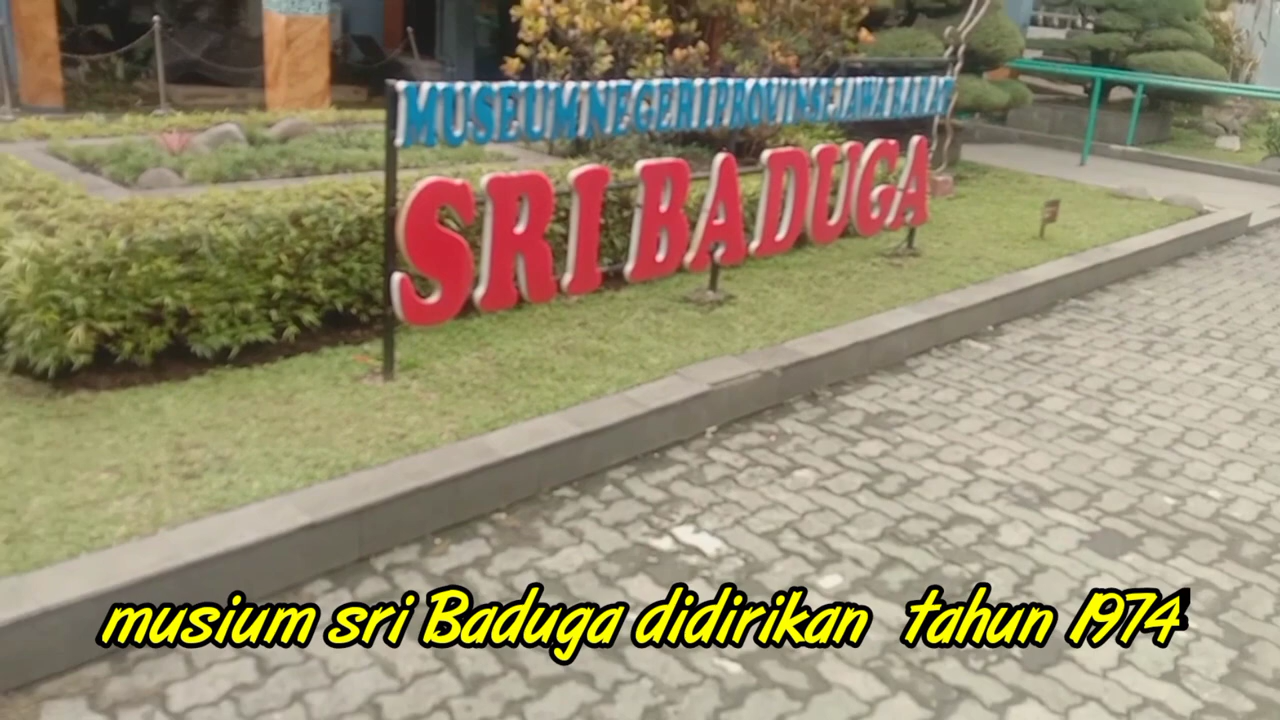 MUSEUM NEGERI PROVINSI JAWA BARAT
SRI BADUGA
musium sri Baduga didirikan tahun 1974